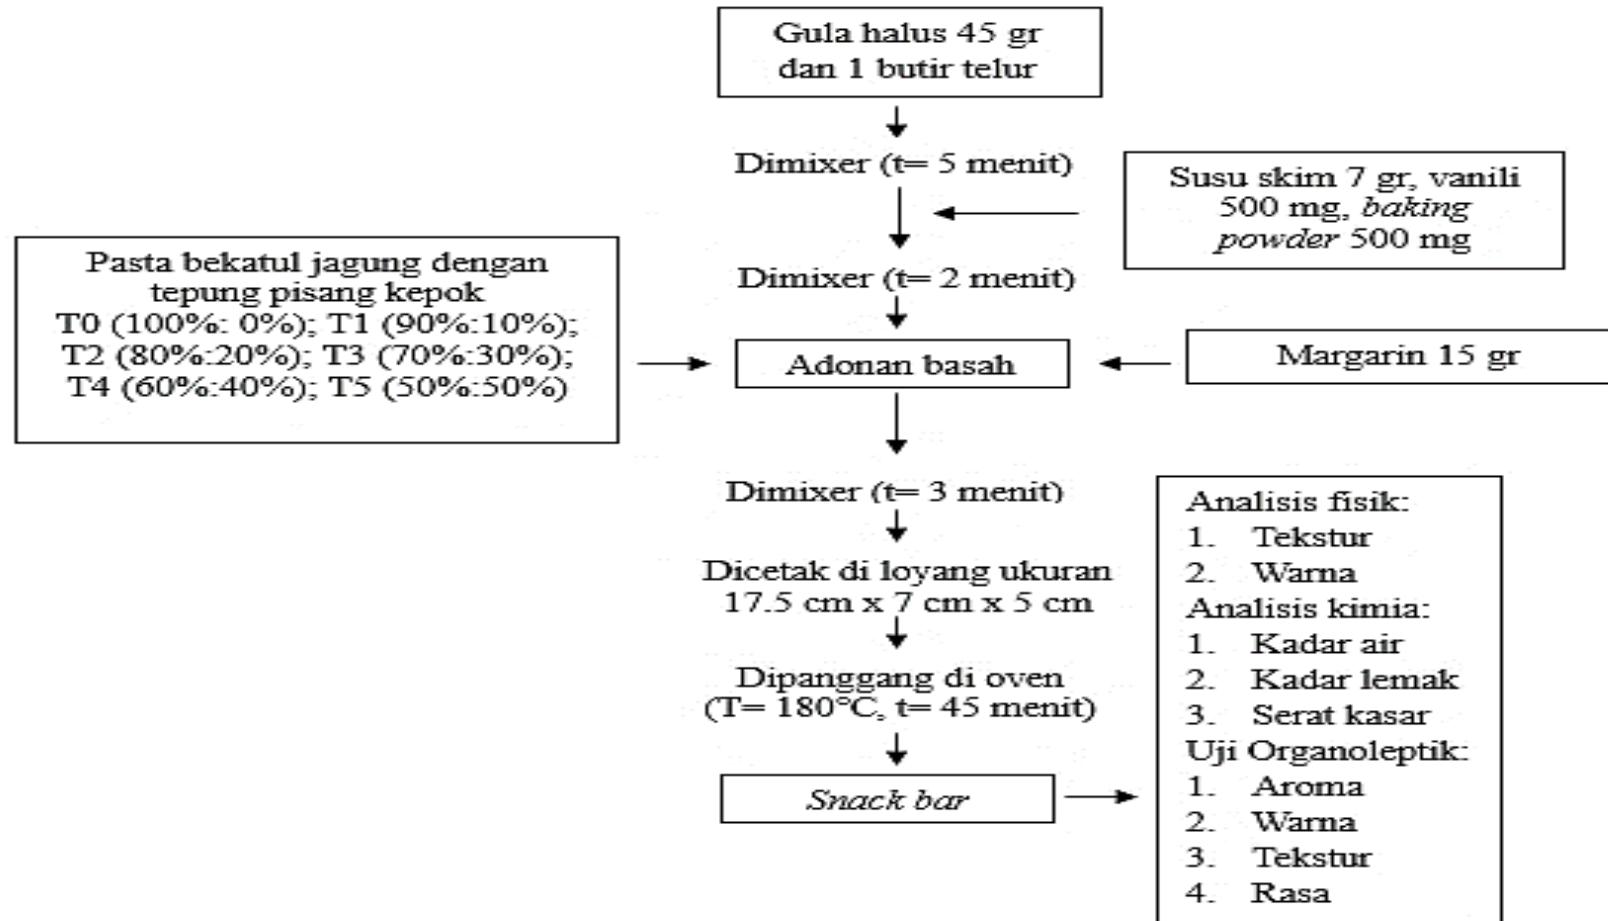 Gula halus 45 gr
dan 1 butir telur
Dimixer (t= 5 menit)
Susu skim 7 gr, vanili
500 mg, baking
powder 500 mg
Dimixer (t= 2 menit)
Pasta bekatul jagung dengan
tepung pisang kepok
T0 (100%: 0%); T1 (90%:10%);
T2 (80%:20%); T3 (70%:30%);
T4 (60%:40%); T5 (50%:50%)
Adonan basah
Margarin 15 gr
Dimixer (t= 3 menit)
Dicetak di loyang ukuran
17.5 cm x 7 cm x 5 cm
Dipanggang di oven
(T= 180°C, t= 45 menit)
Snack bar
Analisis fisik:
1. Tekstur
2. Warna
Analisis kimia:
1. Kadar air
2. Kadar lemak
3. Serat kasar
Uji Organoleptik:
1. Aroma
2. Warna
3. Tekstur
4. Rasa